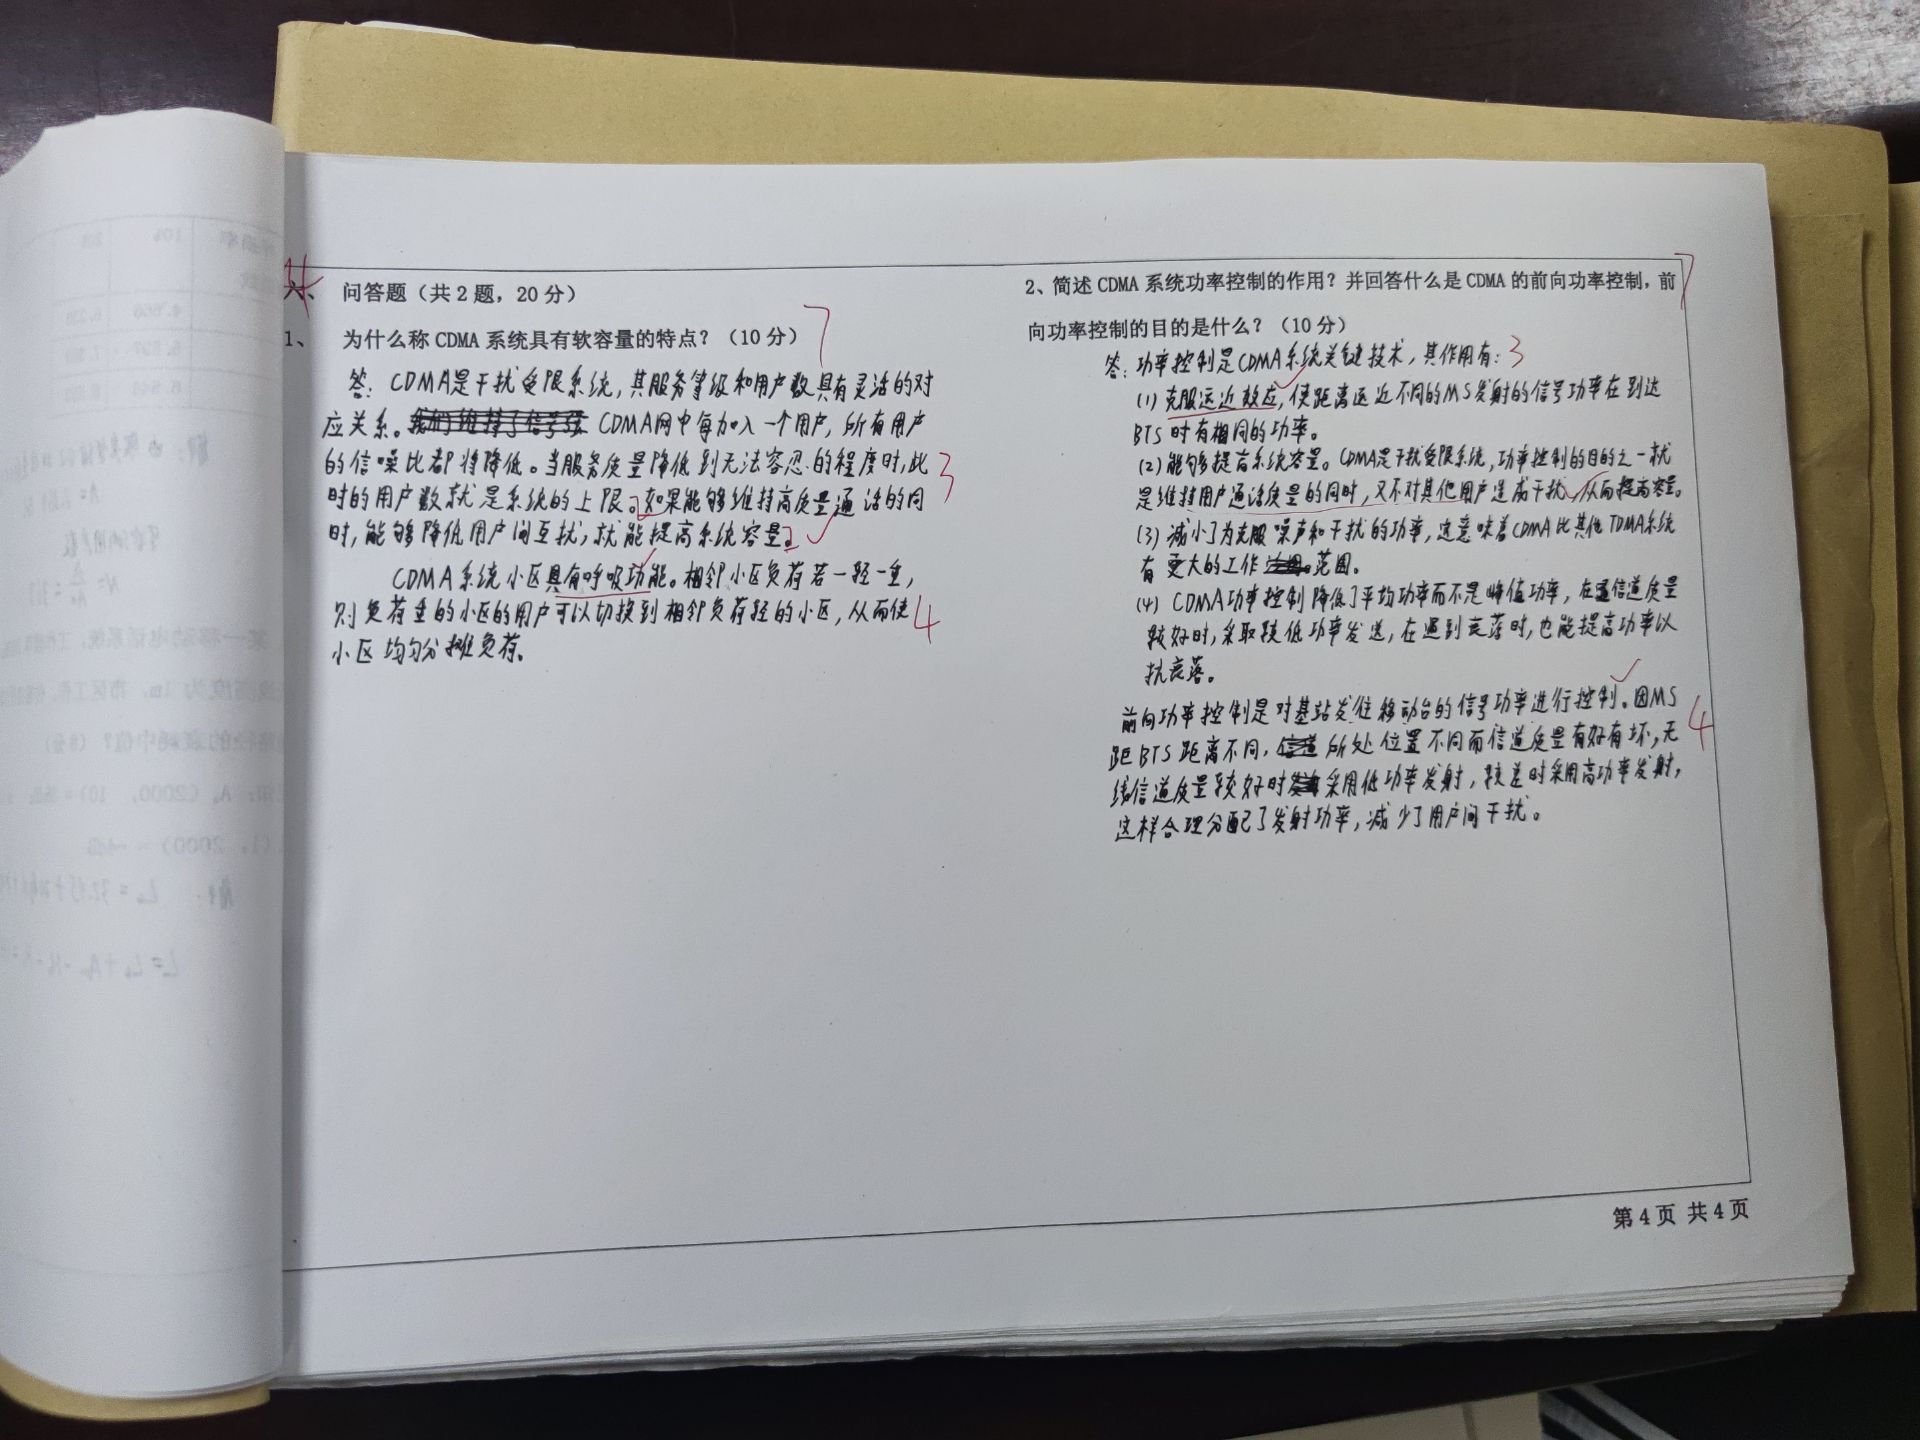 六、 问答题（共 2 题，20 分）
1、 为什么称 CDMA 系统具有软容量的特点？（10 分） 7
答：CDMA是干扰受限系统，其服务等级和用户数具有灵活的对
应关系。CDMA网中每加入一个用户，所有用户
的信噪比都将降低。当服务质量降低到无法容忍的程度时，此 3
时的用户数就是系统的上限。如果能够维持高质量通话的同
时，能够降低用户间互扰，就能提高系统容量。
CDMA系统小区具有呼吸功能。相邻小区负荷若一轻一重，
则负荷重的小区的用户可以切换到相邻负荷轻的小区，从而使 4
小区均匀分摊负荷。
2、简述 CDMA 系统功率控制的作用？并回答什么是 CDMA 的前向功率控制，前 7
向功率控制的目的是什么？（10 分）
答：功率控制是CDMA系统关键技术，其作用有： 3
(1) 克服远近效应，使距离远近不同的MS发射的信号功率在到达
BTS时有相同的功率。
(2) 能够提高系统容量。CDMA是干扰受限系统，功率控制的目的之一就
是维持用户通话质量的同时，又不对其他用户造成干扰，从而提高容量。
(3) 减小了为克服噪声和干扰的功率，这意味着CDMA比其他TDMA系统
有更大的工作范围。
(4) CDMA功率控制降低了平均功率而不是峰值功率，在信道质量
较好时，采取较低功率发送，在遇到衰落时，也能提高功率以
抗衰落。
前向功率控制是对基站发往移动台的信号功率进行控制。因MS
距BTS距离不同，所处位置不同而信道质量有好有坏，无 4
线信道质量较好时采用低功率发射，较差时采用高功率发射，
这样合理分配了发射功率，减少了用户间干扰。
第 4 页 共 4 页